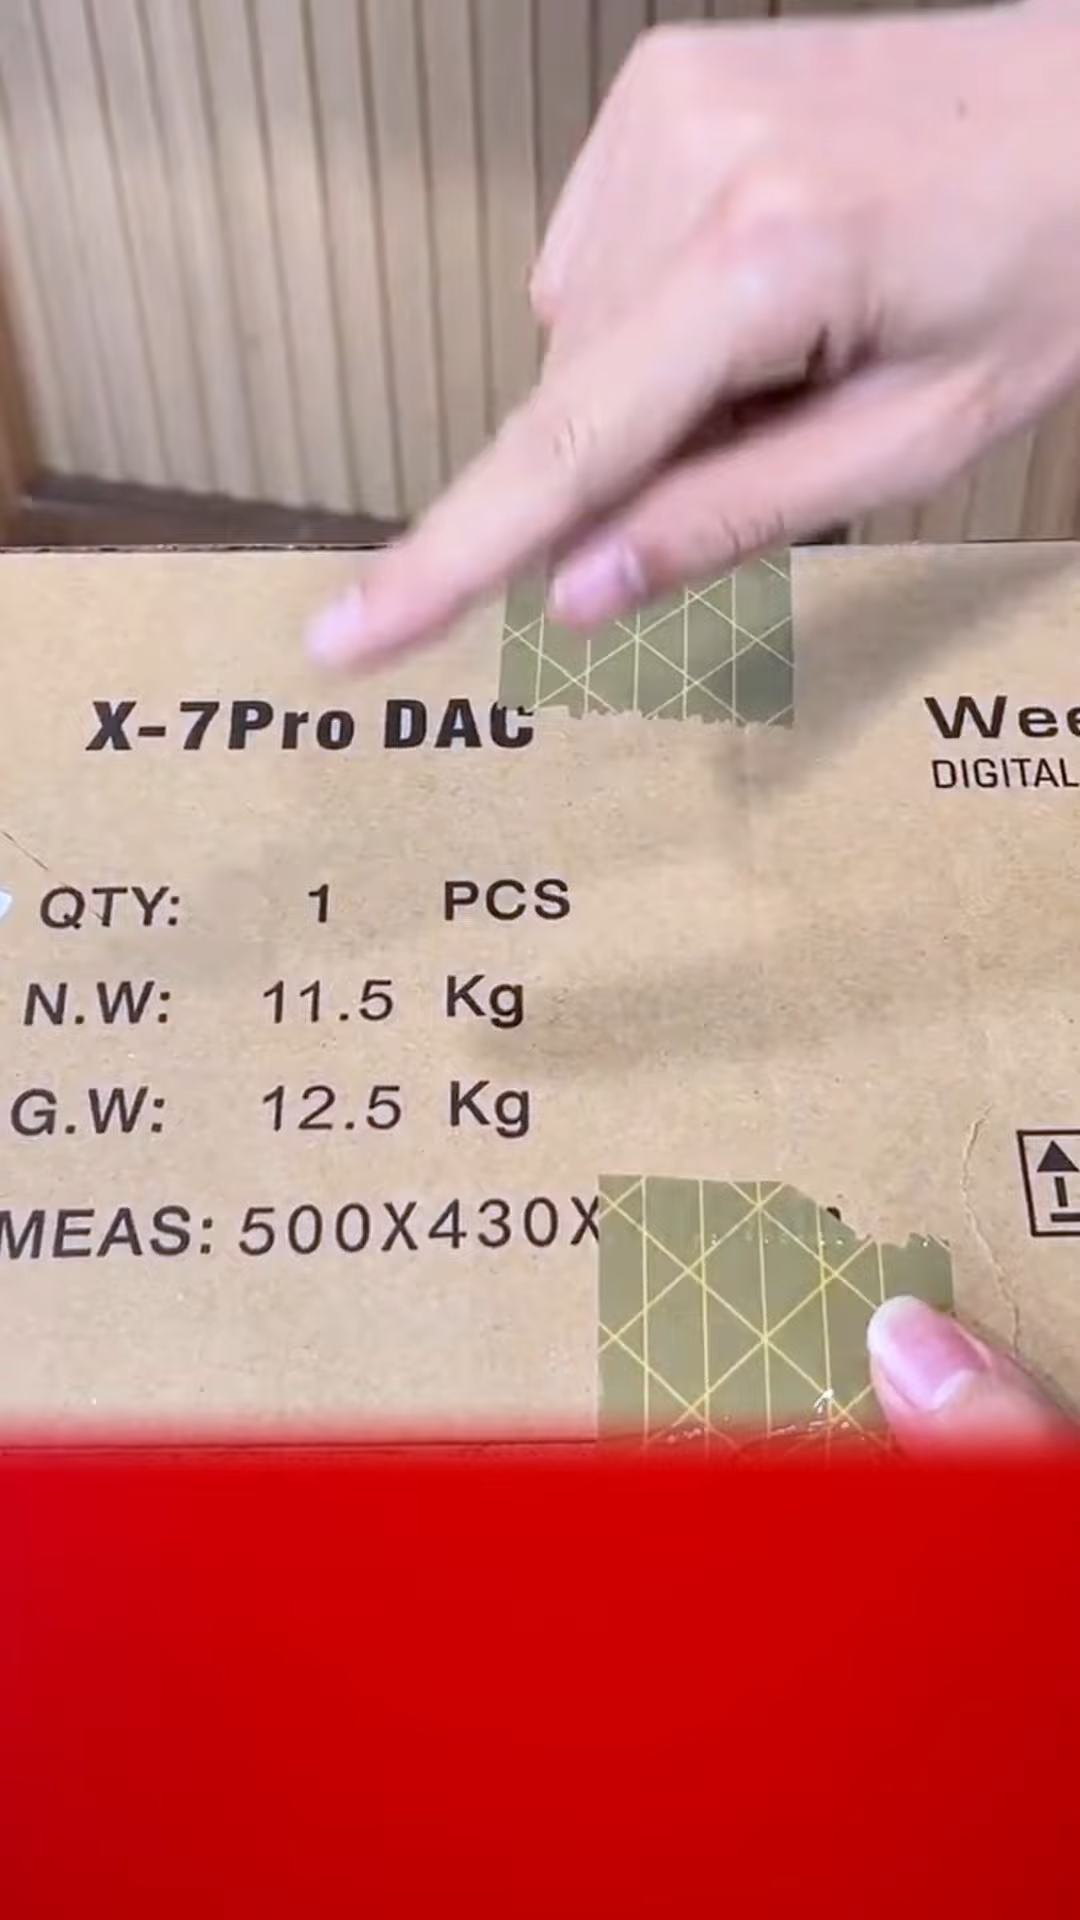 X-7Pro DAC
DIGITAL
QTY: 1 PCS
N.W: 11.5 Kg
G.W: 12.5 Kg
MEAS: 500X430X